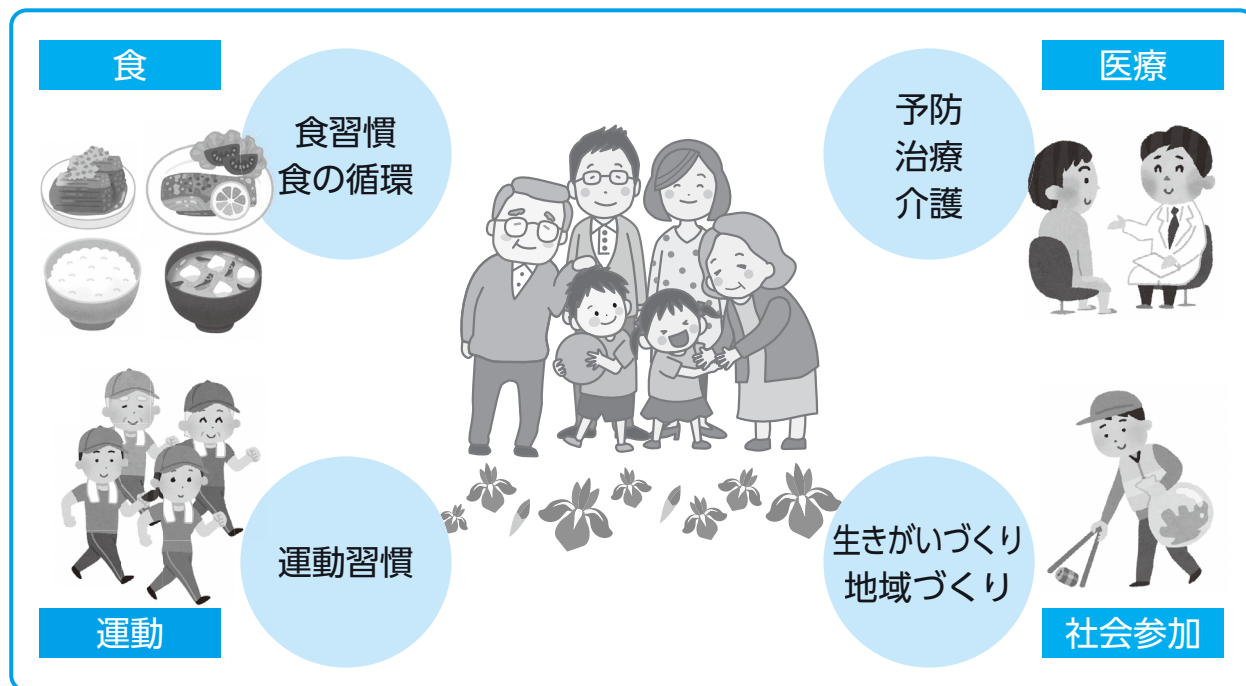 食
食習慣
食の循環
医療
予防
治療
介護
運動習慣
運動
生きがいづくり
地域づくり
社会参加